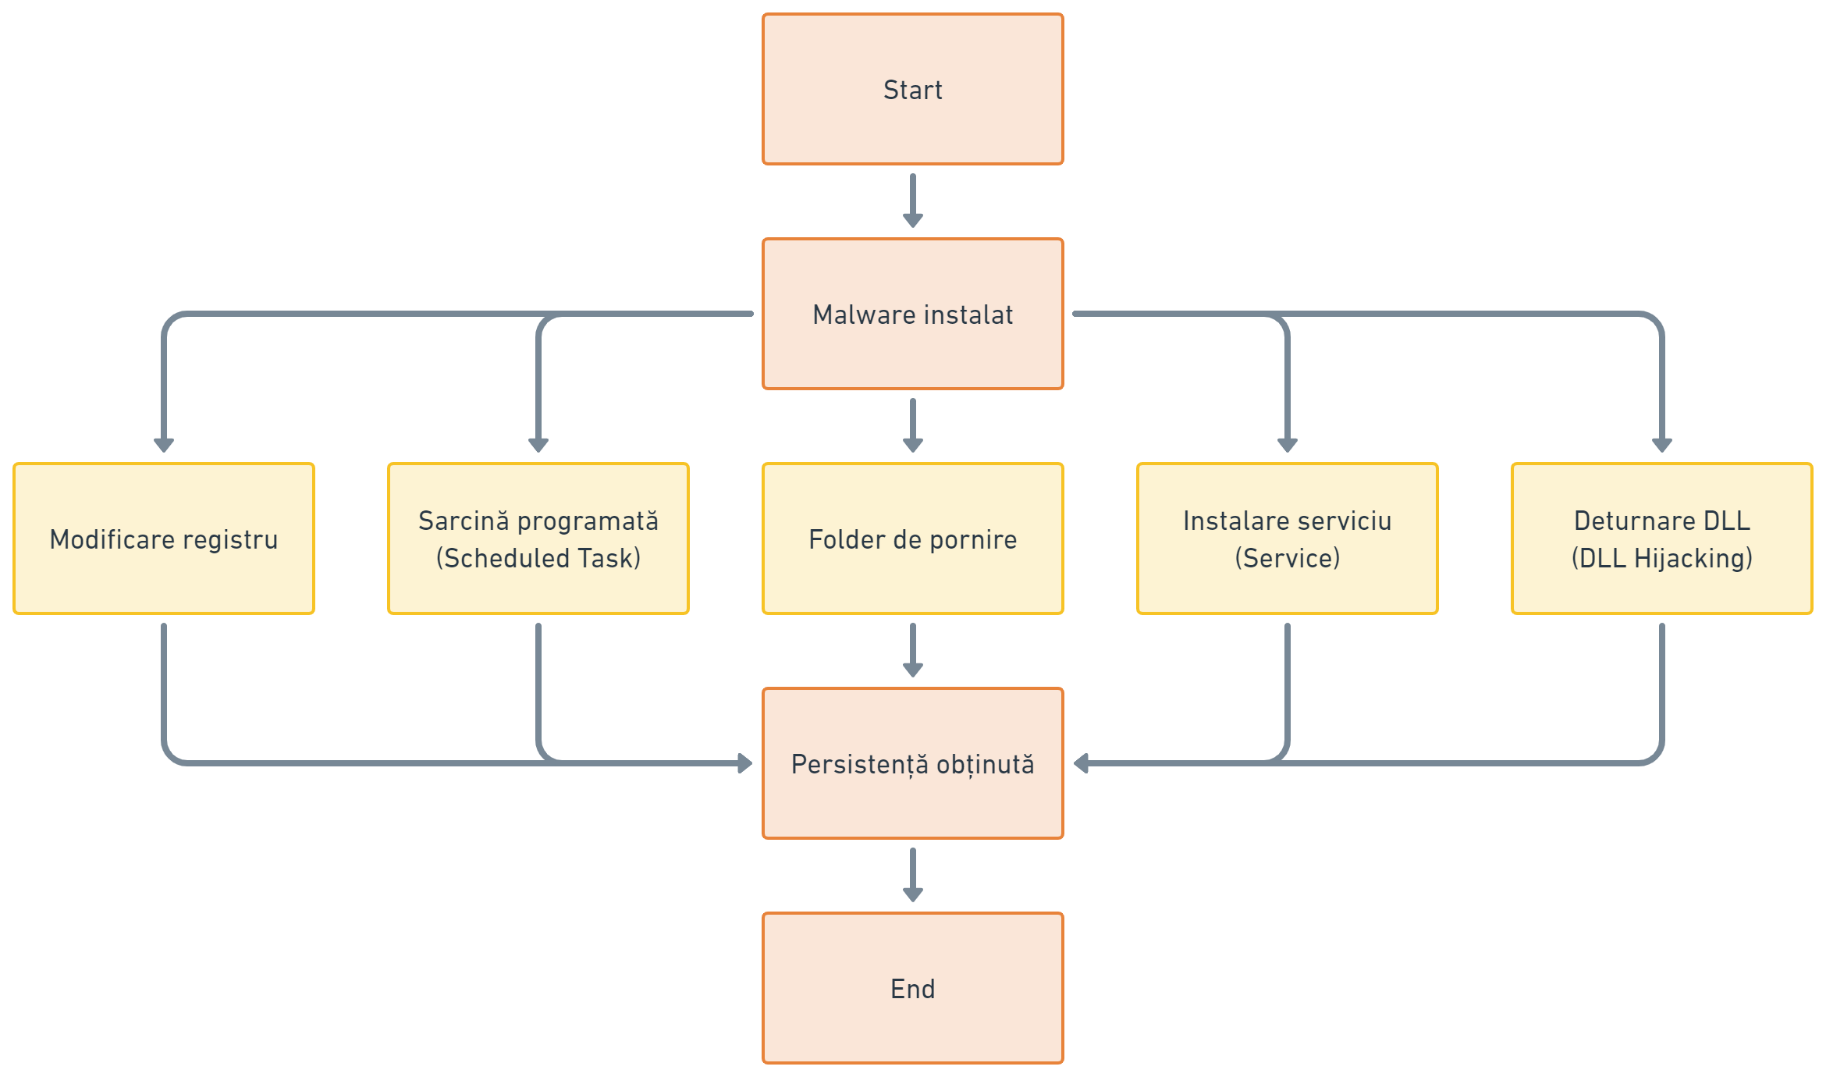 Start
Malware instalat
Modificare registru
Sarcină programată
(Scheduled Task)
Folder de pornire
Instalare serviciu
(Service)
Deturnare DLL
(DLL Hijacking)
Persistență obținută
End